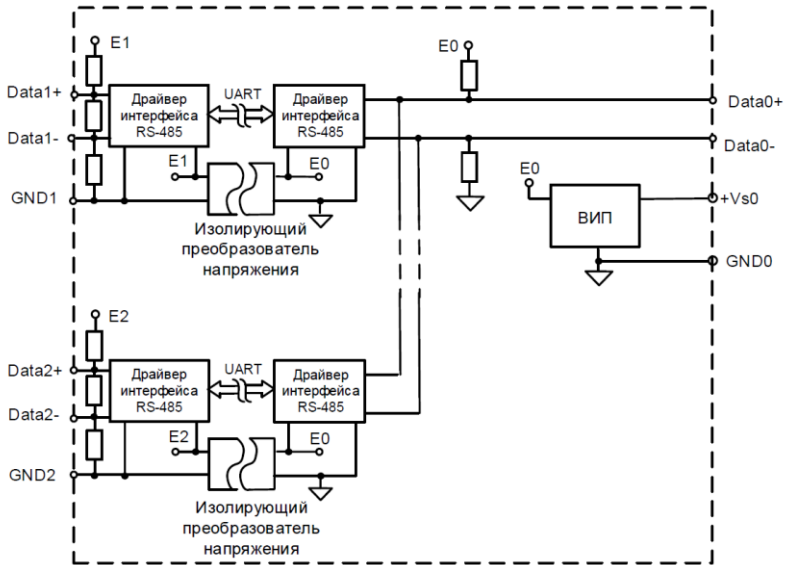 E1
E0
Data1+
Драйвер
интерфейса
RS-485
UART
Драйвер
интерфейса
RS-485
Data0+
Data1-
Data0-
E1
E0
E0
GND1
+Vs0
ВИП
Изолирующий
преобразователь
напряжения
GND0
E2
Data2+
Драйвер
интерфейса
RS-485
UART
Драйвер
интерфейса
RS-485
Data2-
E2
E0
GND2
Изолирующий
преобразователь
напряжения